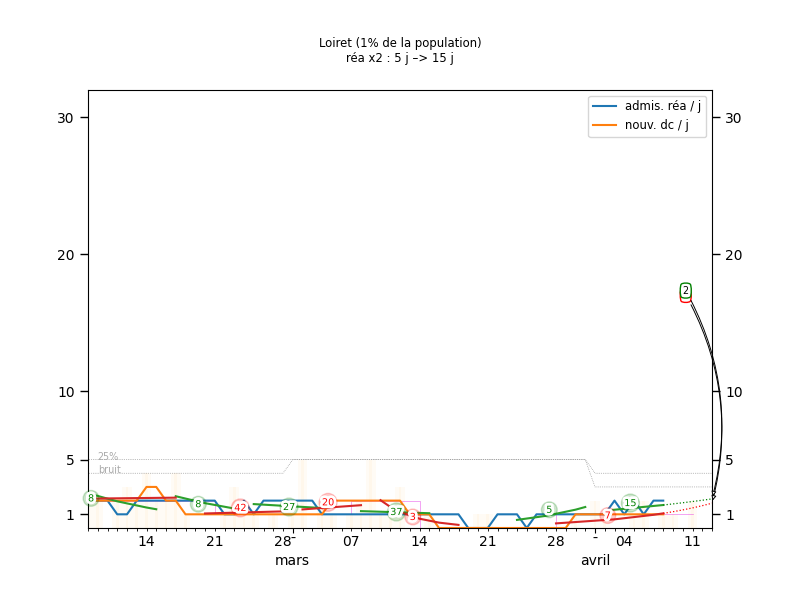 Loiret (1% de la population)
réa x2 : 5 j –> 15 j
admis. réa / j
nouv. dc / j
30 30
20 20
2
10 10
5 5
25%
bruit
8 8 42 27 20 37 3 5 7 15
1 1
14 21 28 07 14 21 28 - 04 11
mars avril